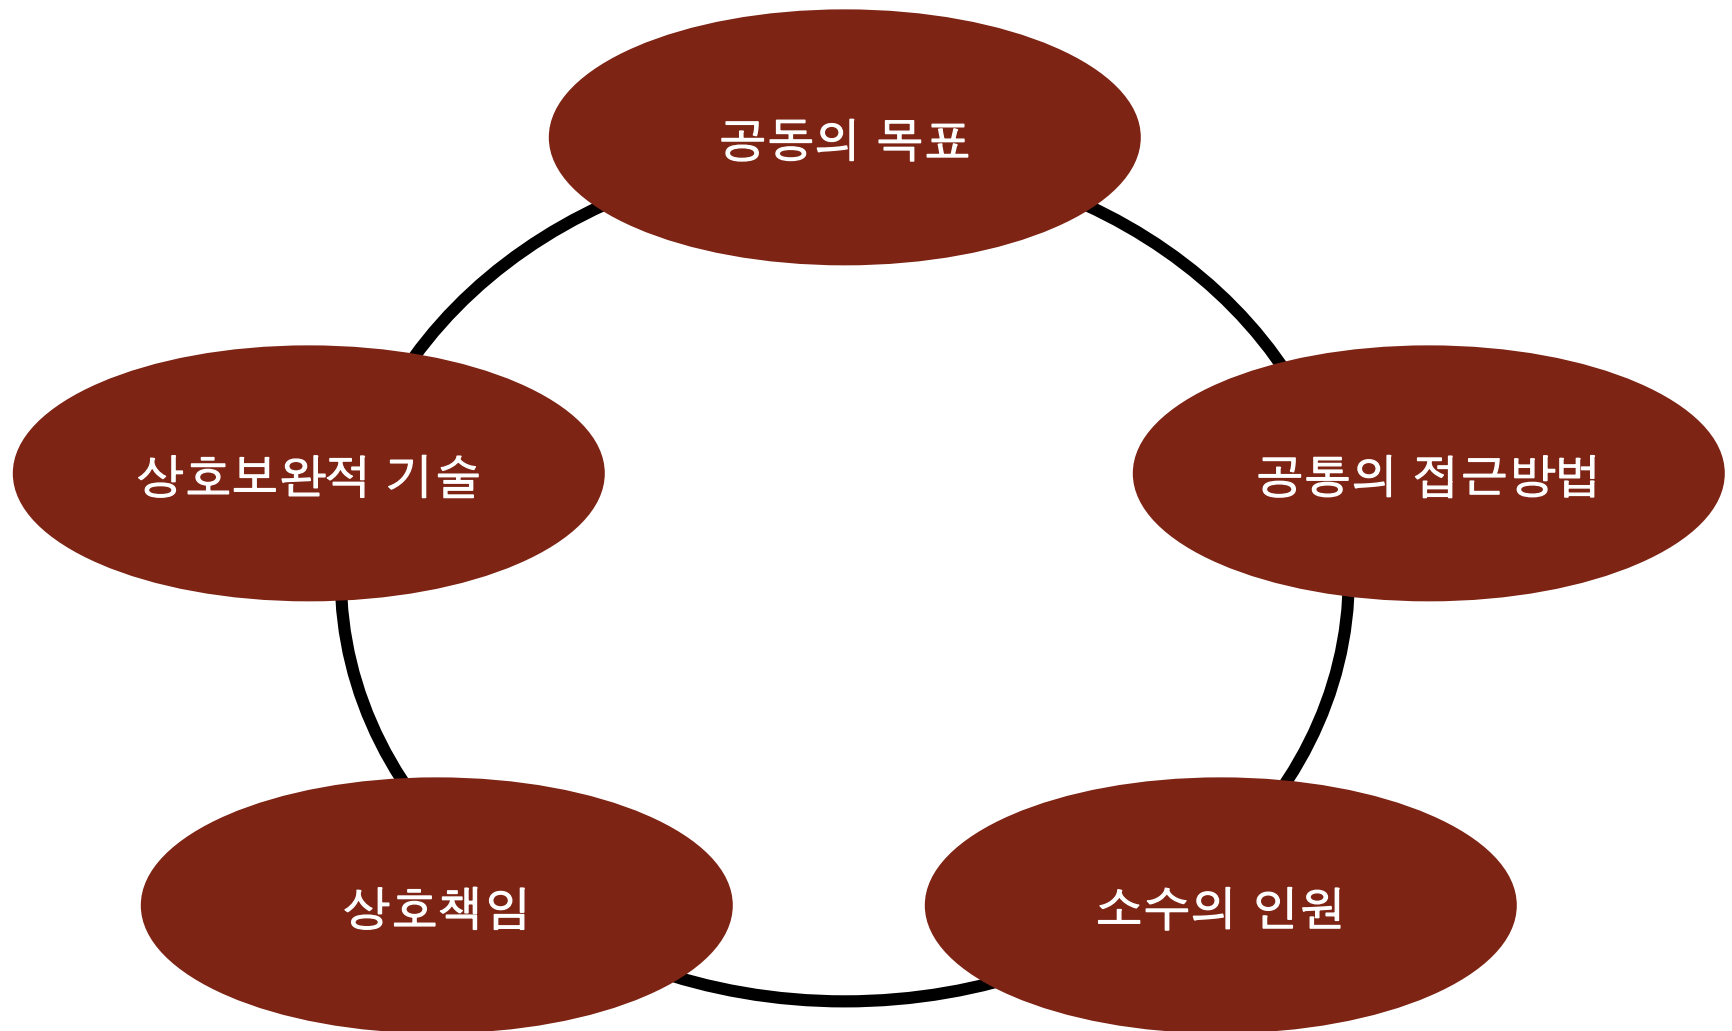 공동의 목표
상호보완적 기술
공통의 접근방법
상호책임
소수의 인원